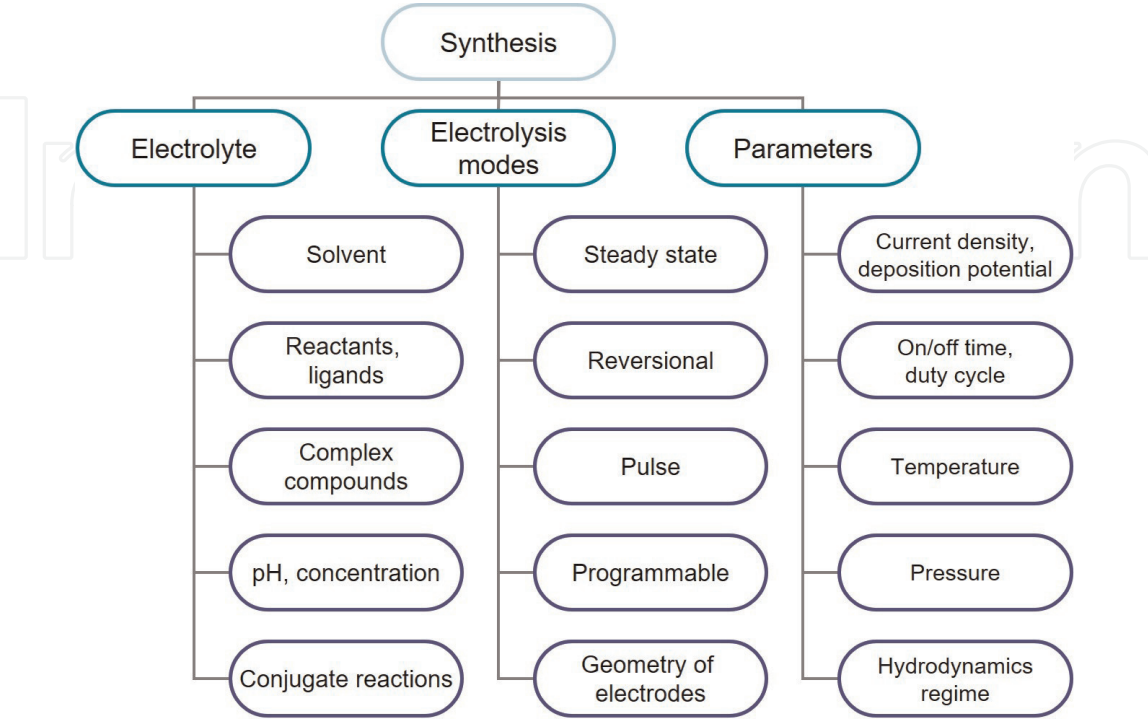 Synthesis
Electrolyte
Electrolysis
modes
Parameters
Solvent
Reactants,
ligands
Complex
compounds
pH, concentration
Conjugate reactions
Steady state
Reversional
Pulse
Programmable
Geometry of
electrodes
Current density,
deposition potential
On/off time,
duty cycle
Temperature
Pressure
Hydrodynamics
regime